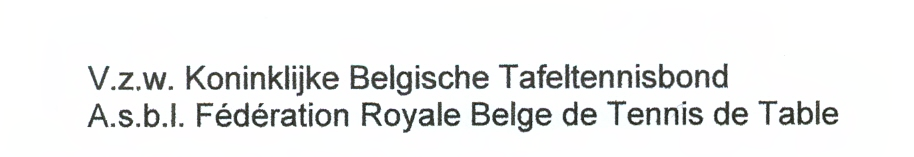 V.z.w. Koninklijke Belgische Tafeltennisbond
A.s.b.l. Fédération Royale Belge de Tennis de Table